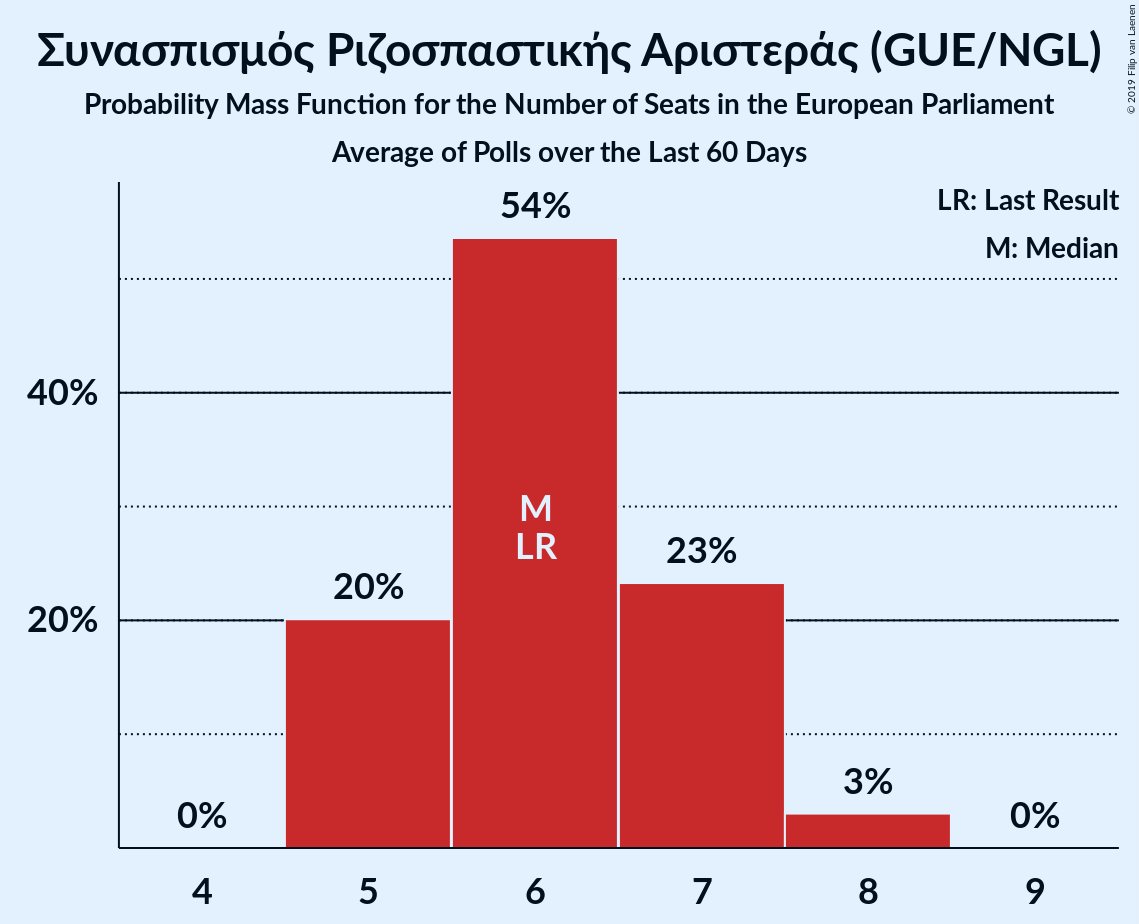 Συνασπισμός Ριζοσπαστικής Αριστεράς (GUE/NGL)
Probability Mass Function for the Number of Seats in the European Parliament
Average of Polls over the Last 60 Days
© 2019 Filip van Laenen
LR: Last Result
M: Median
54%
40%
M
LR
23%
20%
20%
3%
0%
0%
4 5 6 7 8 9